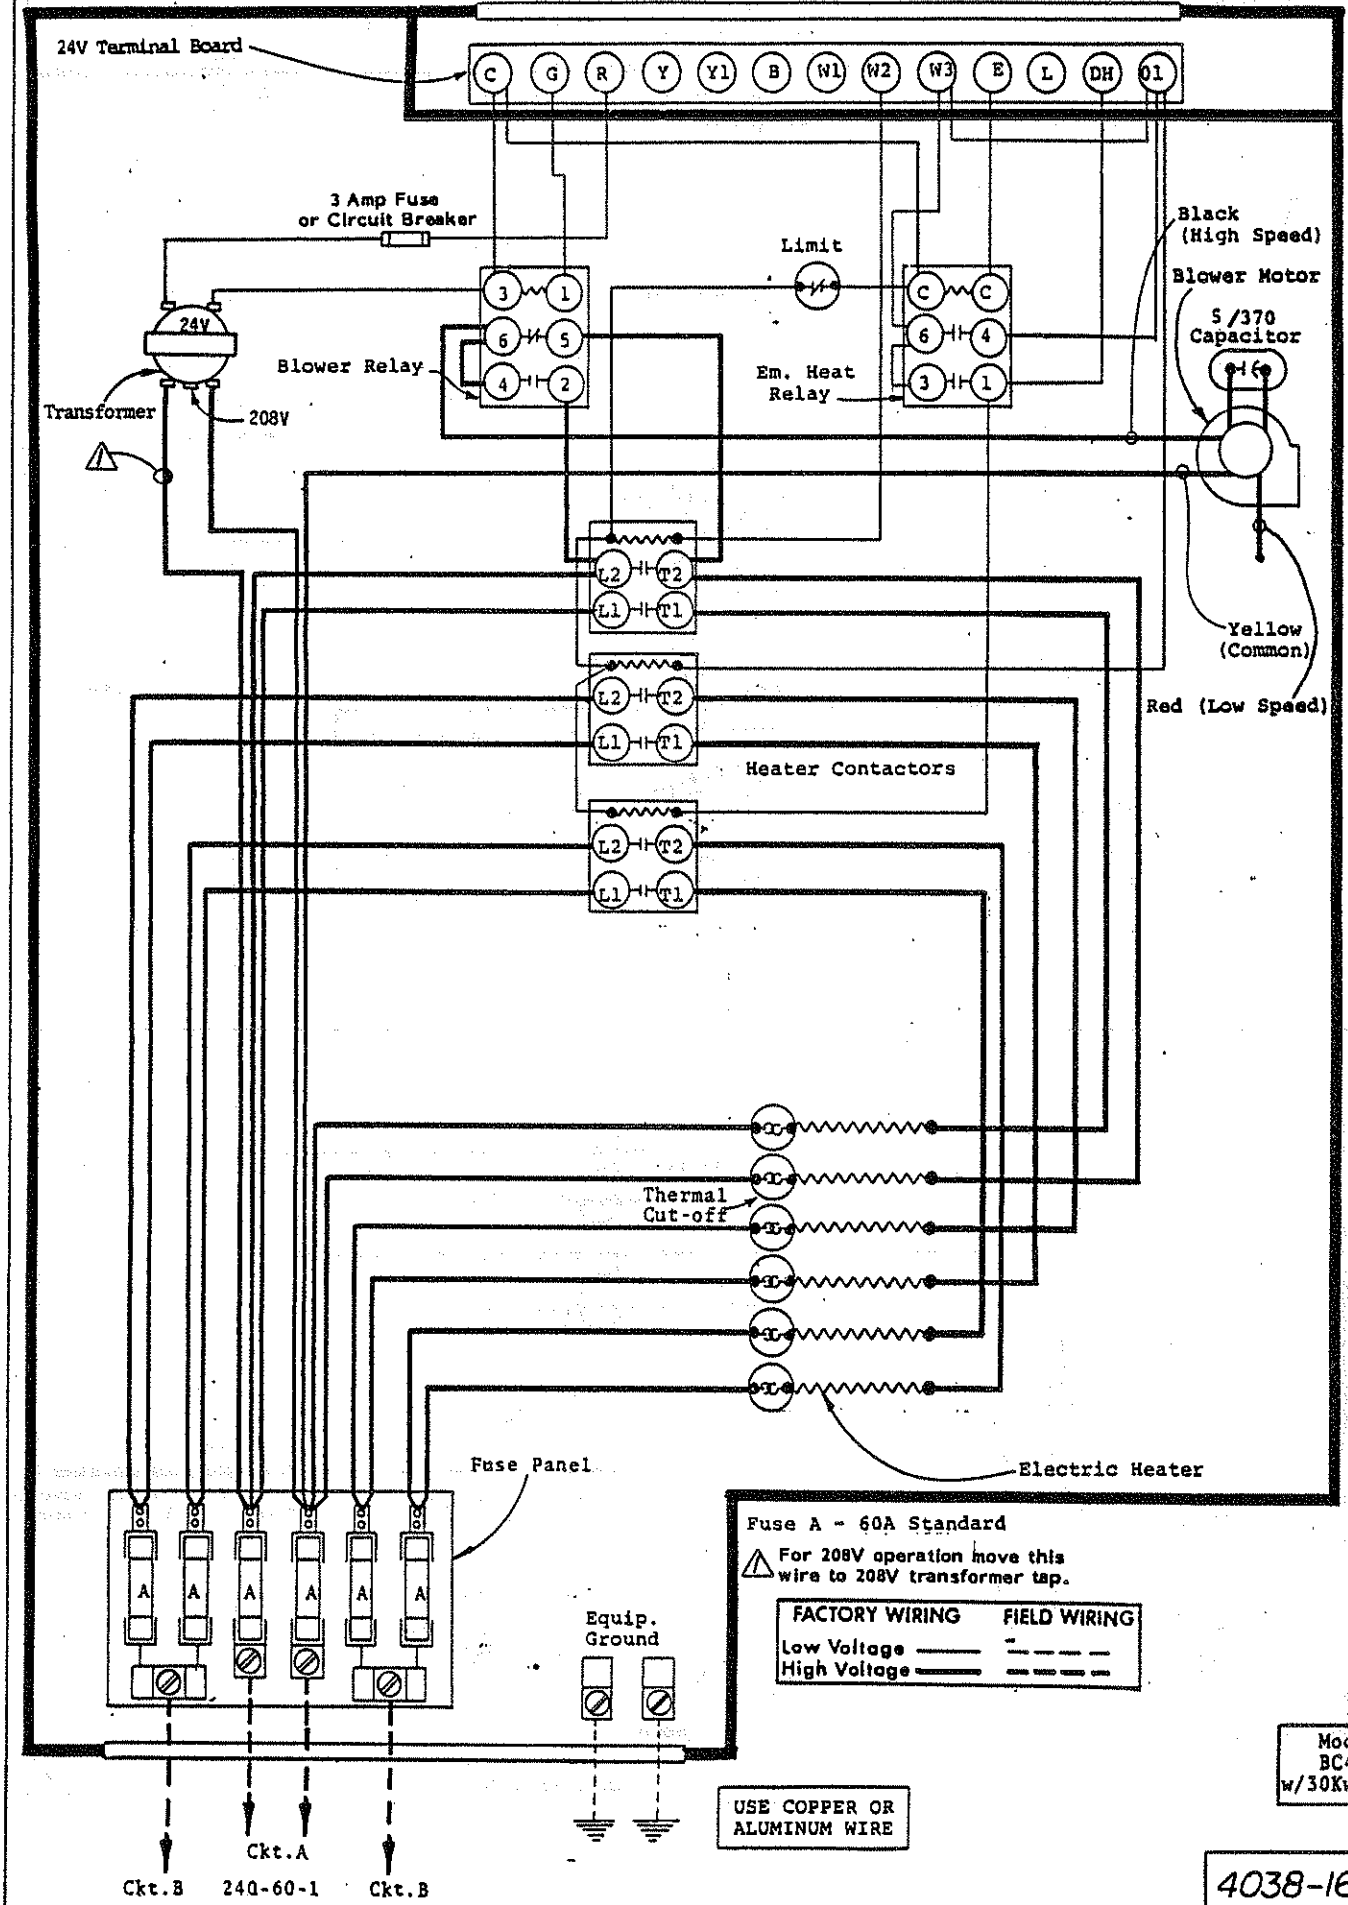 24V Terminal Board
C G R Y Y1 B W1 W2 W3 E L DH O1
3 Amp Fuse
or Circuit Breaker
Limit
Black
(High Speed)
Blower Motor
5/370
Capacitor
24V
3 1
6 5
4 2
C C
6 4
3 1
Blower Relay
Em. Heat
Relay
Transformer
208V
L2 T2
L1 T1
Yellow
(Common)
Red (Low Speed)
L2 T2
L1 T1
Heater Contactors
L2 T2
L1 T1
Thermal
Cut-off
Fuse Panel
Electric Heater
A A A A A A
Fuse A - 60A Standard
For 208V operation move this
wire to 208V transformer tap.
FACTORY WIRING FIELD WIRING
Low Voltage
High Voltage
Equip.
Ground
USE COPPER OR
ALUMINUM WIRE
Ckt.A
Ckt.B 240-60-1 Ckt.B
4038-16